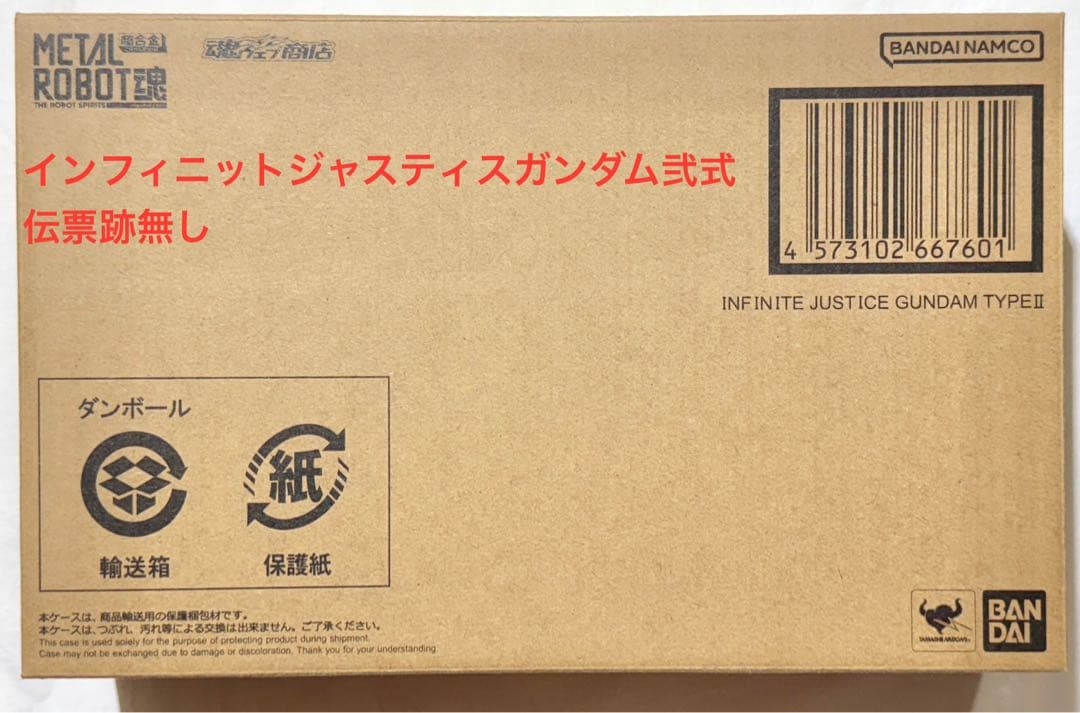 METAL 超合金
ROBOT魂
THE ROBOT SPIRITS
魂ウェブ商店
BANDAI NAMCO
インフィニットジャスティスガンダム弐式
伝票跡無し
4 573102 667601
INFINITE JUSTICE GUNDAM TYPEⅡ
ダンボール
紙
輸送箱
保護紙
本ケースは、商品輸送用の保護梱包材です。
本ケースは、つぶれ、汚れ等による交換は出来ません。ご了承ください。
This case is used solely for the purpose of protecting product during shipment.
Case may not be exchanged due to damage or discoloration. Thank you for your understanding.
TAMASHII NATIONS
BAN
DAI